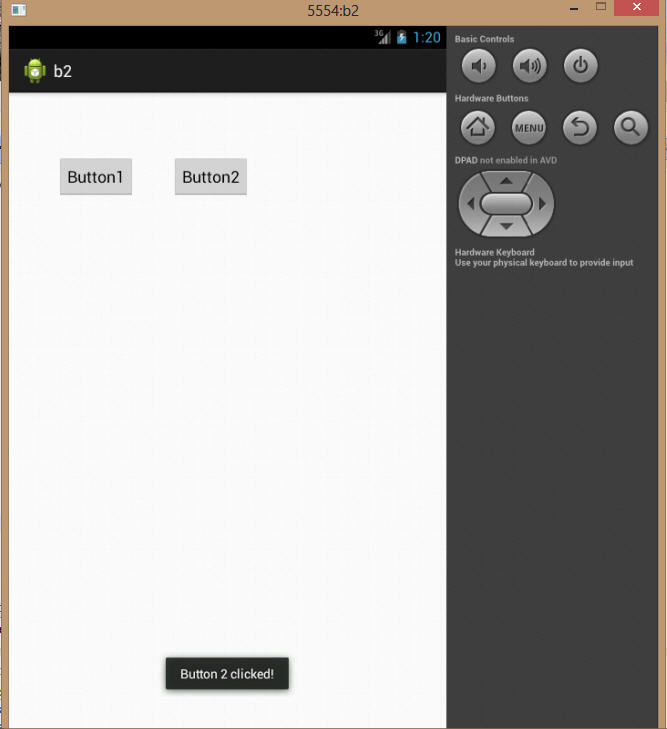 5554:b2
3G 1:20
b2
Button1 Button2
Button 2 clicked!
Basic Controls
Hardware Buttons
MENU
DPAD not enabled in AVD
Hardware Keyboard
Use your physical keyboard to provide input